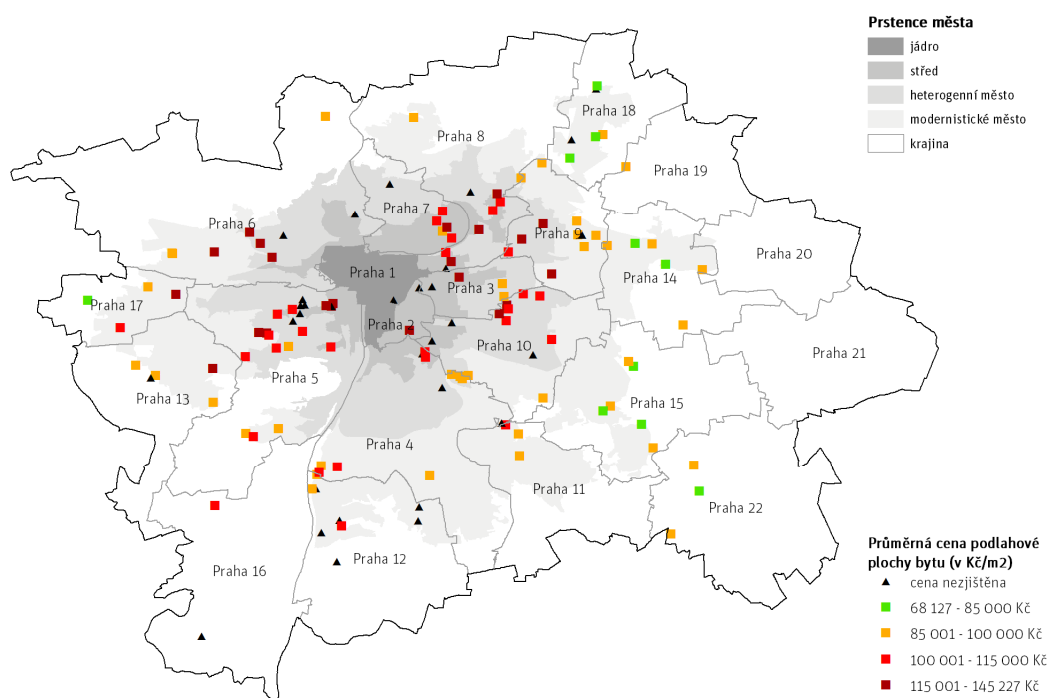 Prstence města
jádro
střed
heterogenní město
modernistické město
krajina
Praha 18
Praha 8
Praha 19
Praha 7
Praha 6
Praha 9
Praha 20
Praha 1
Praha 14
Praha 3
Praha 17
Praha 2
Praha 10
Praha 21
Praha 5
Praha 13
Praha 15
Praha 4
Praha 11
Praha 22
Praha 12
Praha 16
Průměrná cena podlahové
plochy bytu (v Kč/m2)
cena nezjištěna
68 127 - 85 000 Kč
85 001 - 100 000 Kč
100 001 - 115 000 Kč
115 001 - 145 227 Kč